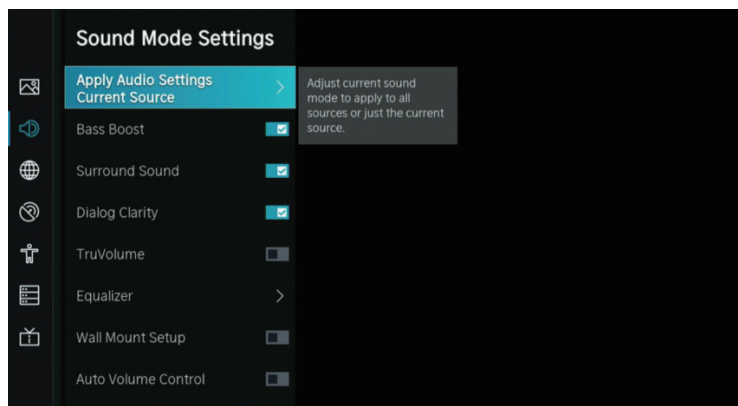 Sound Mode Settings
Apply Audio Settings
Current Source
Adjust current sound
mode to apply to all
sources or just the current
source.
Bass Boost
Surround Sound
Dialog Clarity
TruVolume
Equalizer
Wall Mount Setup
Auto Volume Control